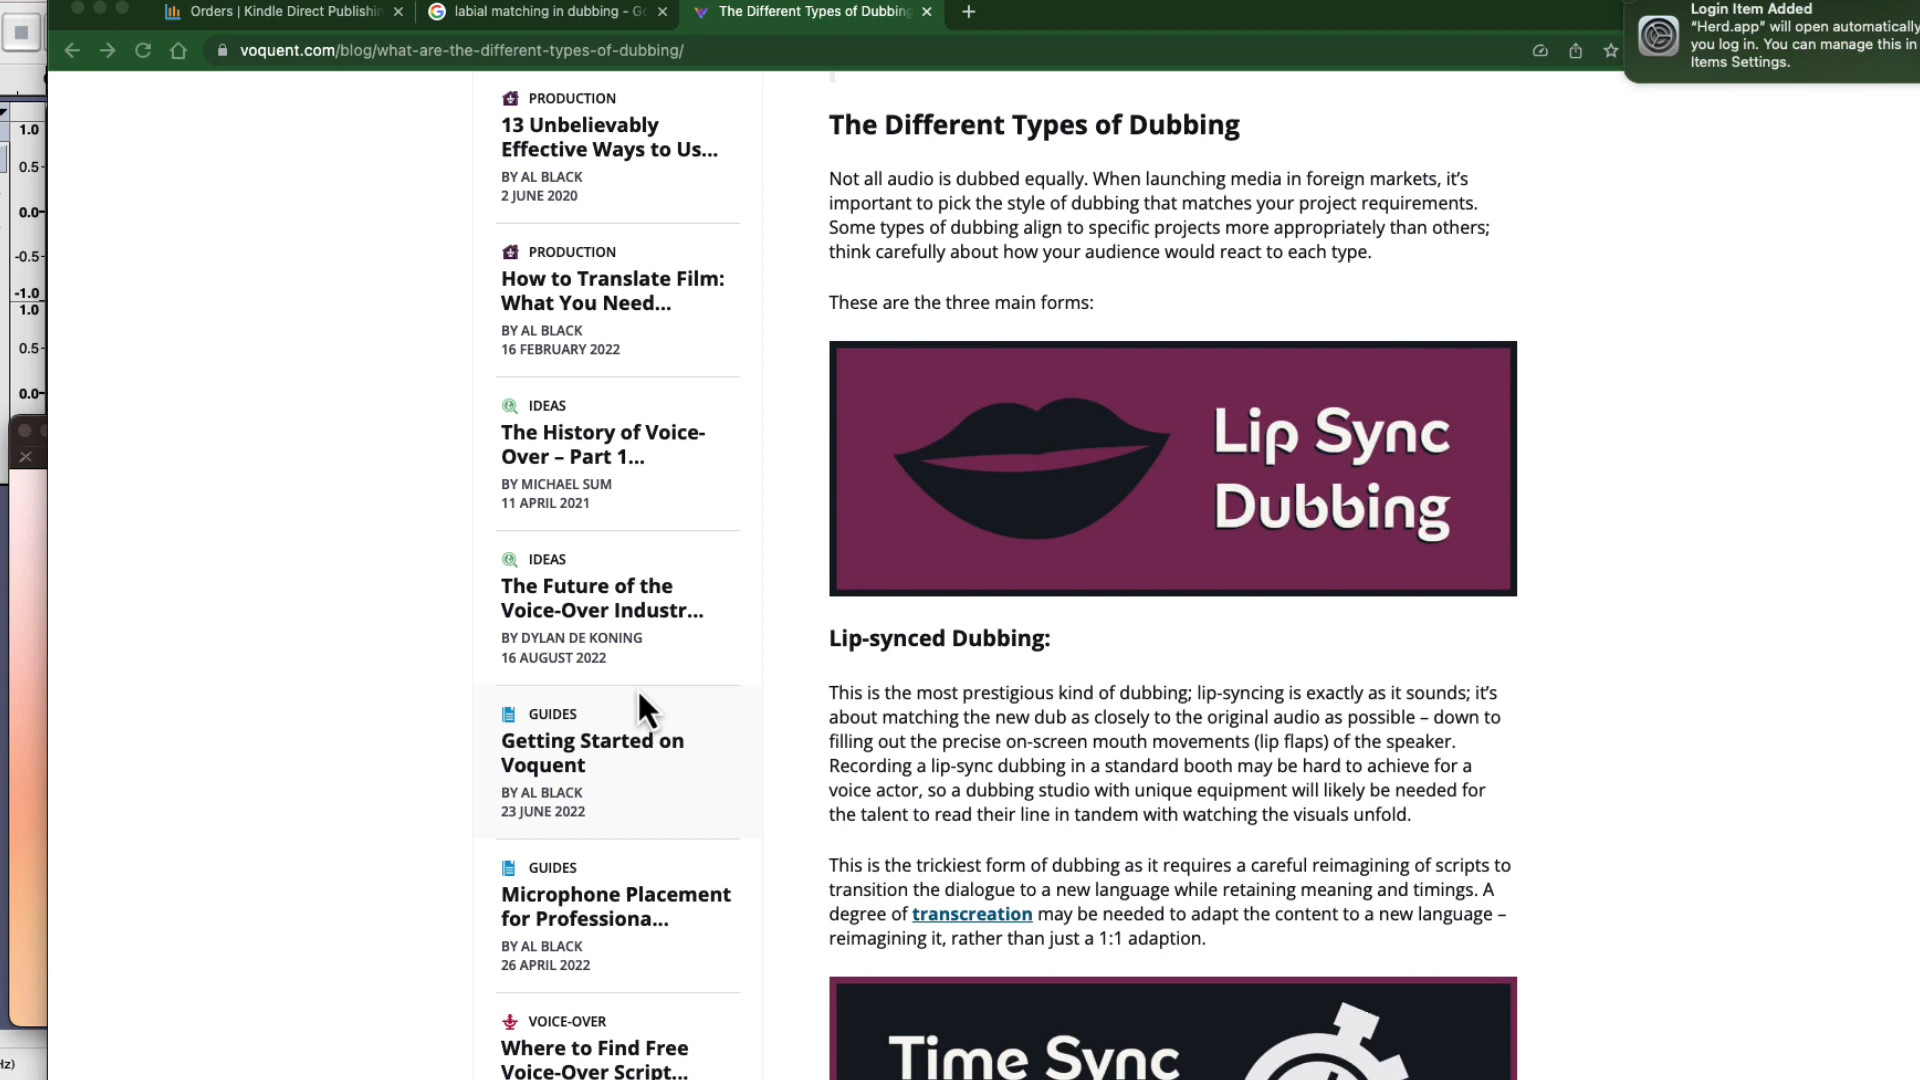 Orders | Kindle Direct Publishin
labial matching in dubbing - Go
The Different Types of Dubbing
voquent.com/blog/what-are-the-different-types-of-dubbing/
Login Item Added
"Herd.app" will open automatically
you log in. You can manage this in
Items Settings.
1.0
0.5-
0.0-
-0.5-
-1.0
1.0
0.5-
0.0-
Hz)
PRODUCTION
13 Unbelievably
Effective Ways to Us...
BY AL BLACK
2 JUNE 2020
PRODUCTION
How to Translate Film:
What You Need...
BY AL BLACK
16 FEBRUARY 2022
IDEAS
The History of Voice-
Over – Part 1...
BY MICHAEL SUM
11 APRIL 2021
IDEAS
The Future of the
Voice-Over Industr...
BY DYLAN DE KONING
16 AUGUST 2022
GUIDES
Getting Started on
Voquent
BY AL BLACK
23 JUNE 2022
GUIDES
Microphone Placement
for Professiona...
BY AL BLACK
26 APRIL 2022
VOICE-OVER
Where to Find Free
Voice-Over Script...
The Different Types of Dubbing
Not all audio is dubbed equally. When launching media in foreign markets, it's
important to pick the style of dubbing that matches your project requirements.
Some types of dubbing align to specific projects more appropriately than others;
think carefully about how your audience would react to each type.
These are the three main forms:
Lip Sync
Dubbing
Lip-synced Dubbing:
This is the most prestigious kind of dubbing; lip-syncing is exactly as it sounds; it's
about matching the new dub as closely to the original audio as possible – down to
filling out the precise on-screen mouth movements (lip flaps) of the speaker.
Recording a lip-sync dubbing in a standard booth may be hard to achieve for a
voice actor, so a dubbing studio with unique equipment will likely be needed for
the talent to read their line in tandem with watching the visuals unfold.
This is the trickiest form of dubbing as it requires a careful reimagining of scripts to
transition the dialogue to a new language while retaining meaning and timings. A
degree of transcreation may be needed to adapt the content to a new language –
reimagining it, rather than just a 1:1 adaption.
Time Sync